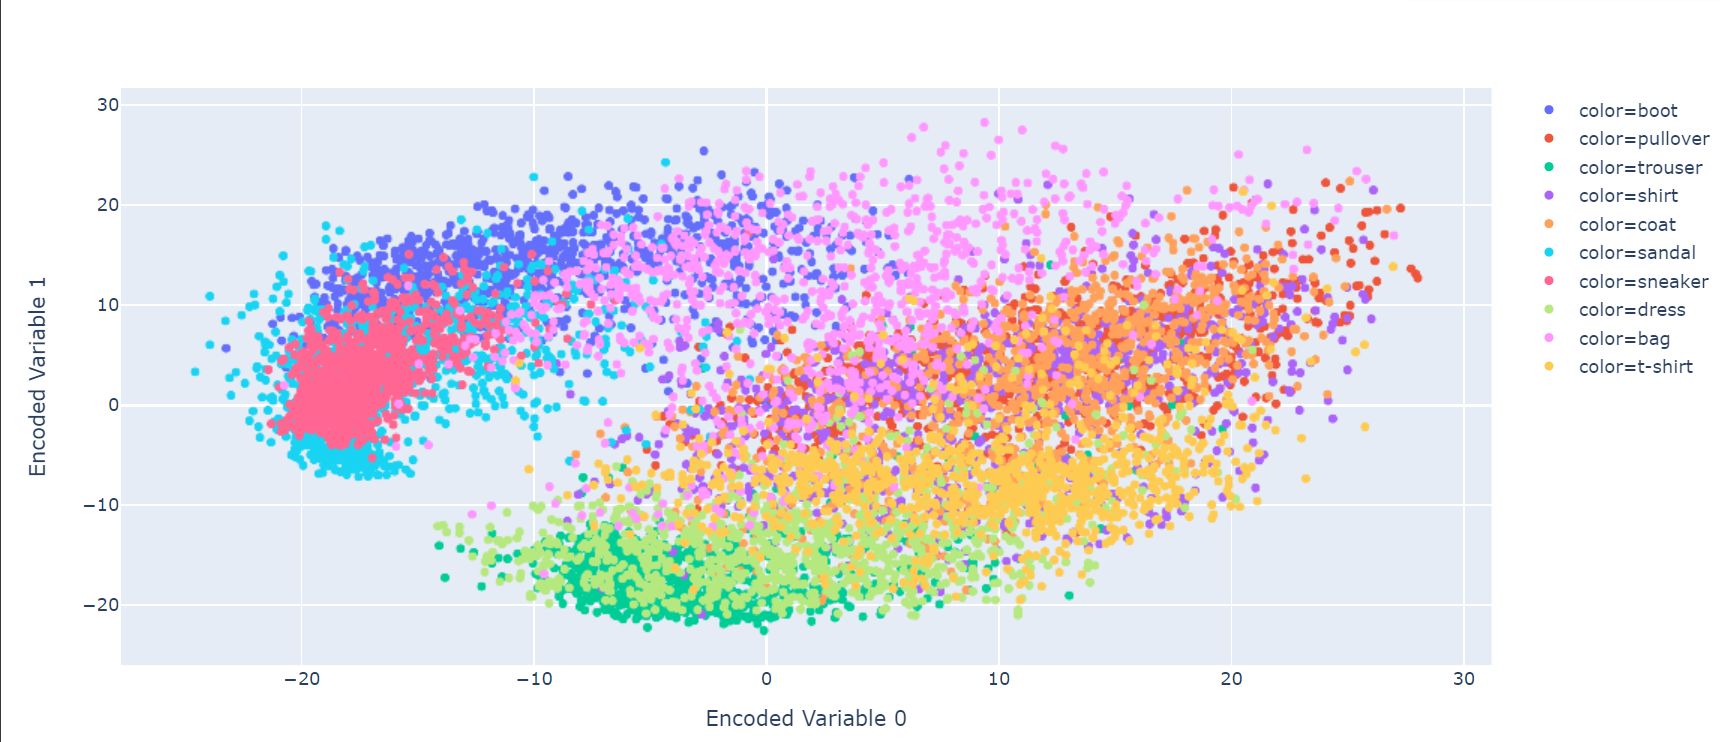 30
20
10
0
−10
−20
−20
−10
0
10
20
30
Encoded Variable 0
Encoded Variable 1
color=boot
color=pullover
color=trouser
color=shirt
color=coat
color=sandal
color=sneaker
color=dress
color=bag
color=t-shirt